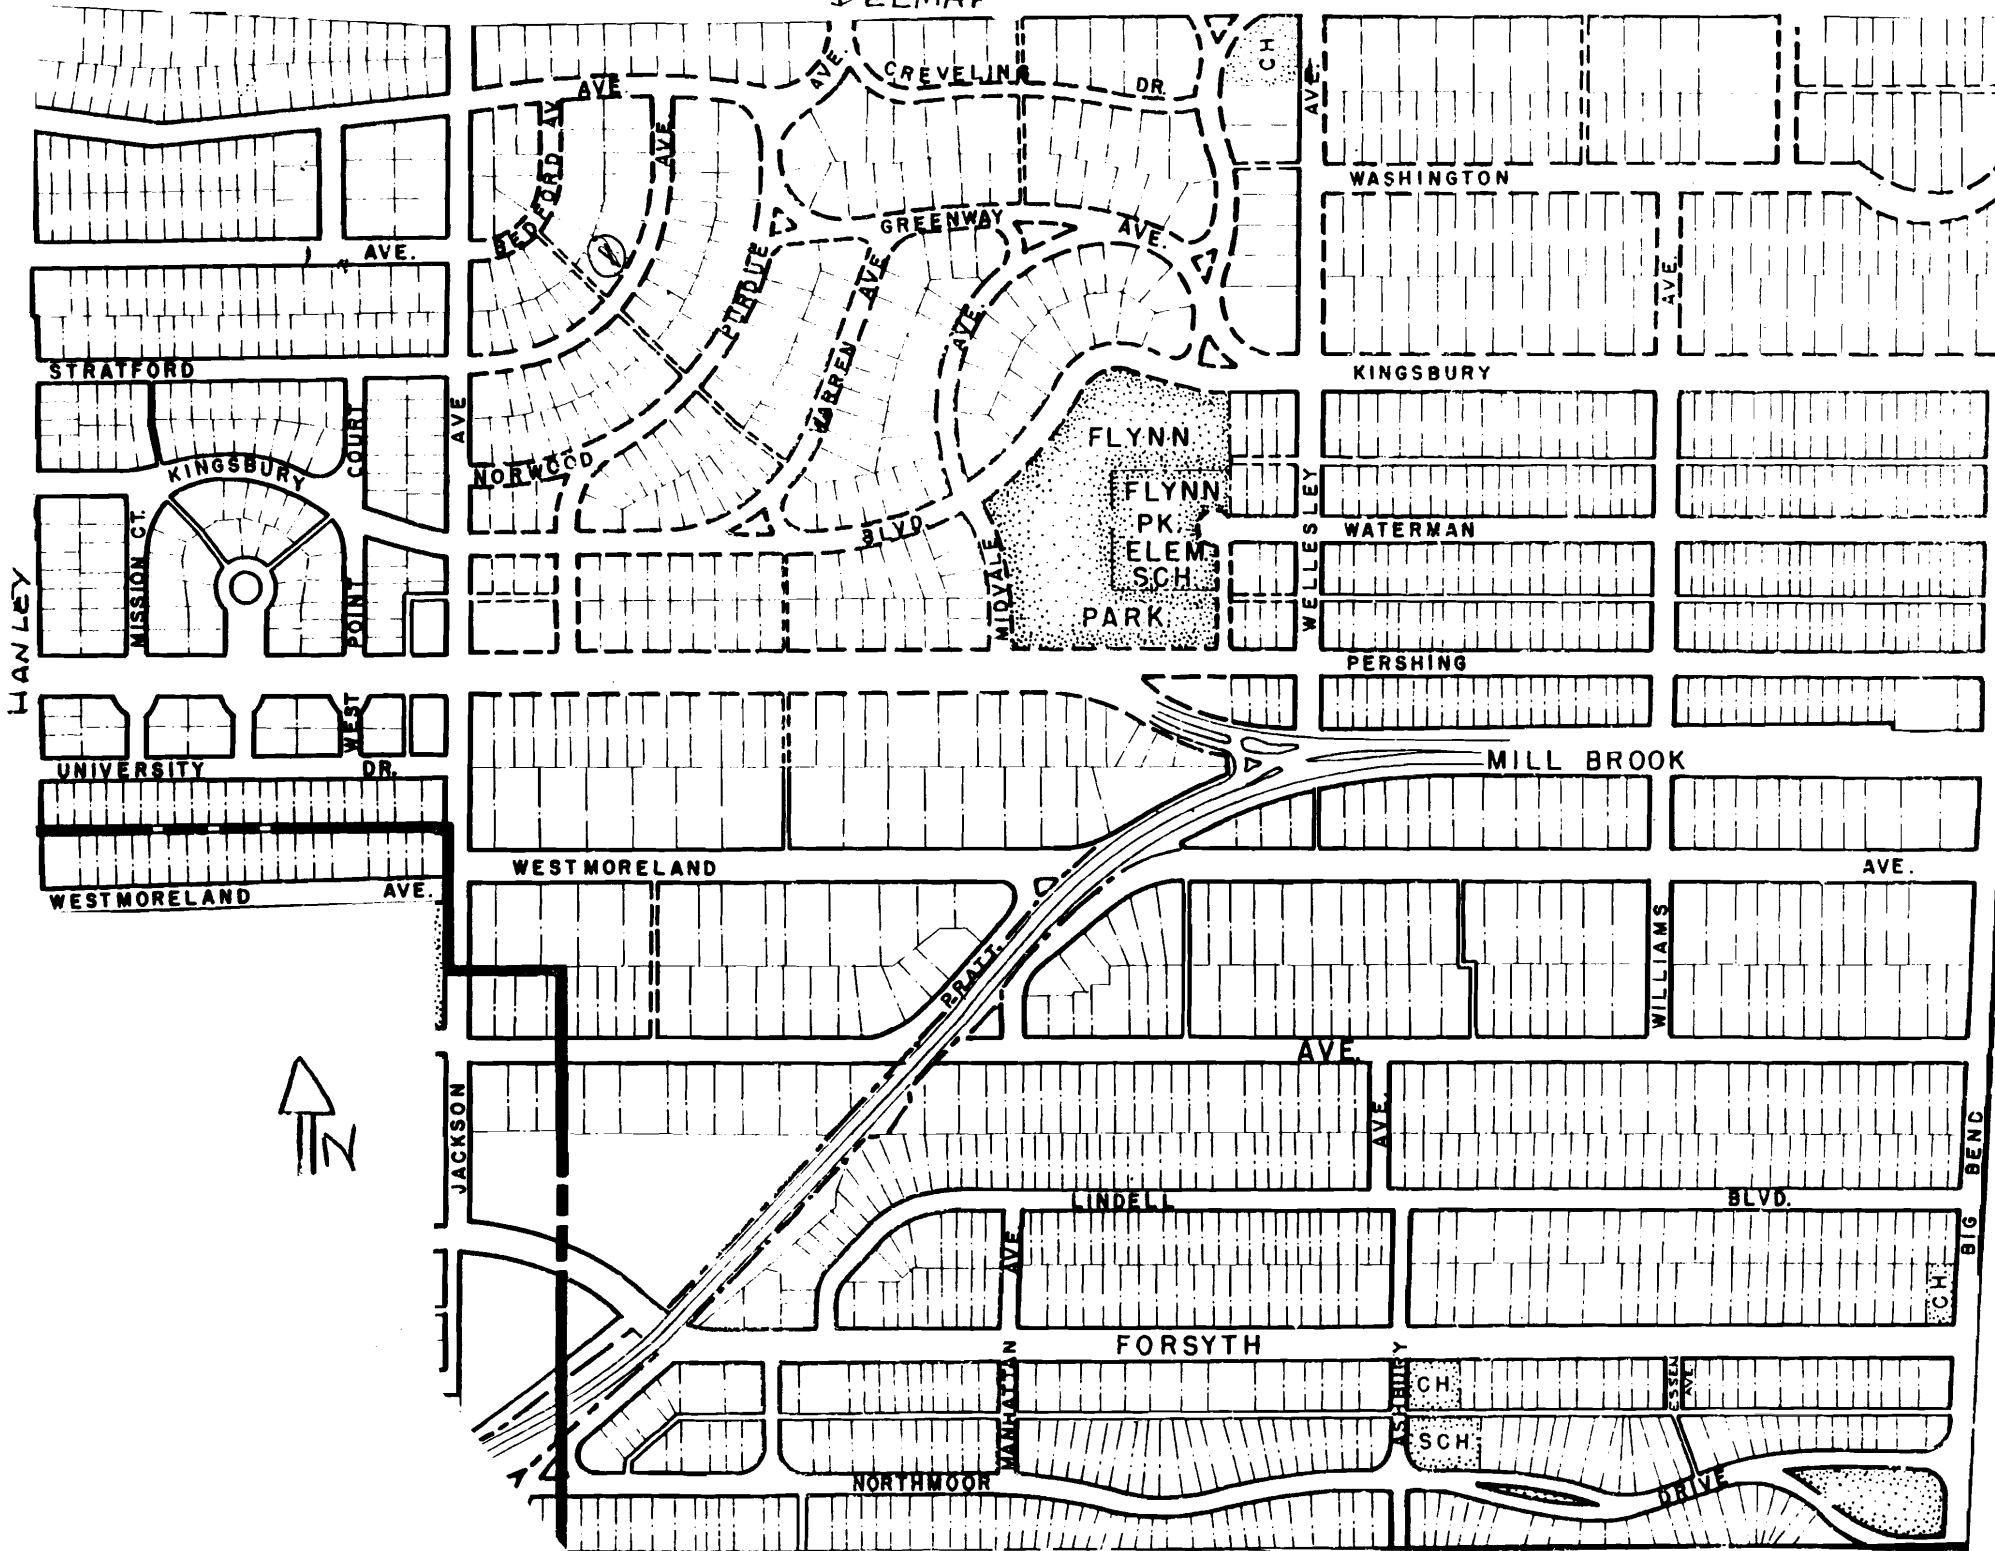 DELMAR
CH
CREVELING
DR.
AVE.
AVE
AVE.
AVE.
BEDFORD AV
WASHINGTON
GREENWAY
AVE.
AVE.
PURDUE
AVE.
AVE.
WARREN
AVE.
STRATFORD
KINGSBURY
AVE
COURT
FLYNN
KINGSBURY
NORWOOD
FLYNN
PK.
ELEM
SCH.
PARK
WELLESLEY
WATERMAN
BLVD.
MISSION CT.
MIDVALE
HANLEY
POINT
WEST
PERSHING
UNIVERSITY
DR.
MILL BROOK
WESTMORELAND
AVE.
WESTMORELAND
AVE.
WILLIAMS
PRATT.
AVE.
N
JACKSON
AVE.
BIG BEND
LINDELL
BLVD.
AVE.
CH.
FORSYTH
MANHATTAN
ASHBURY
CH.
ESSEN
AVE.
SCH.
NORTHMOOR
DRIVE